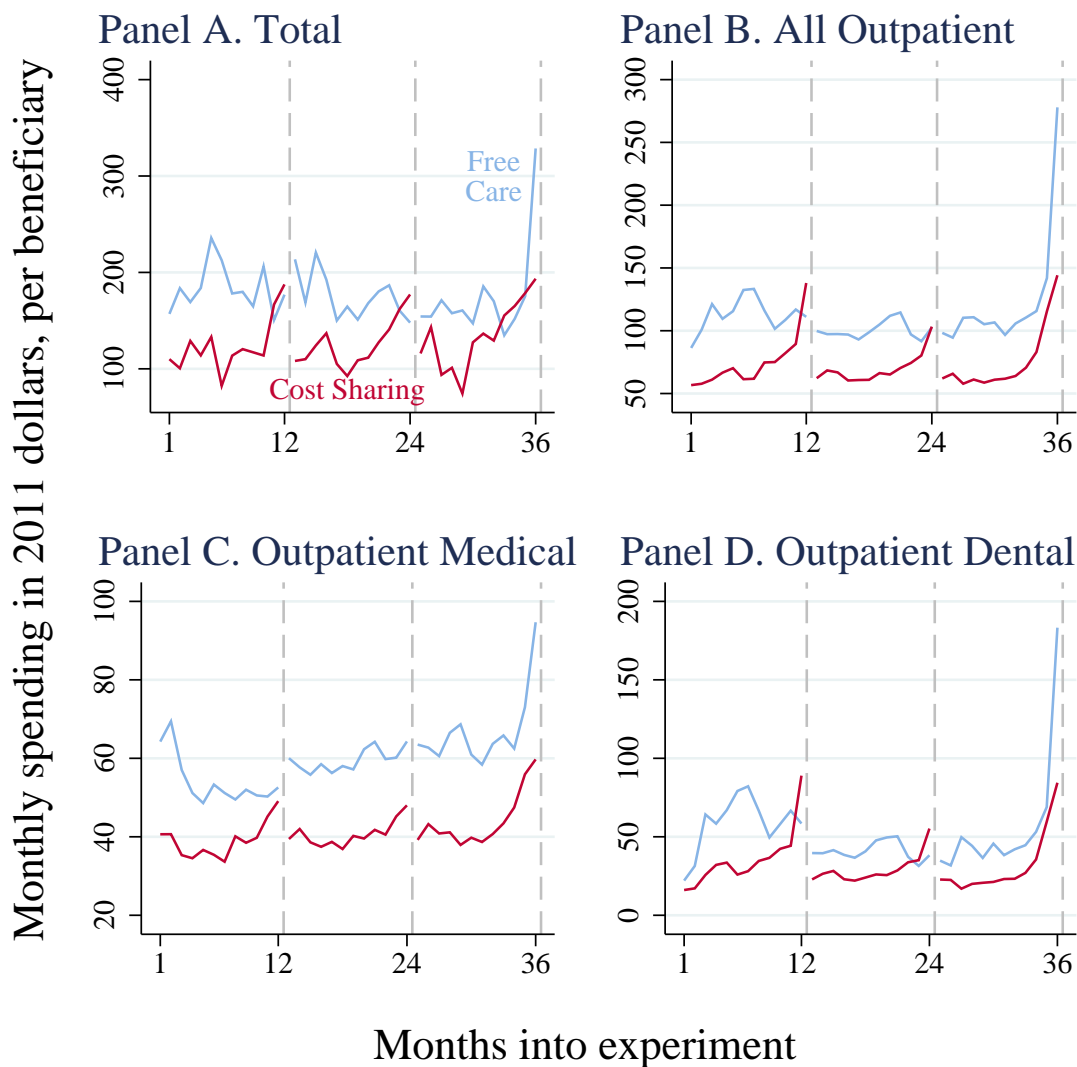 Monthly spending in 2011 dollars, per beneficiary
Panel A. Total
400
300
200
100
Free
Care
Cost Sharing
1 12 24 36
Panel B. All Outpatient
300
250
200
150
100
50
1 12 24 36
Panel C. Outpatient Medical
100
80
60
40
20
1 12 24 36
Panel D. Outpatient Dental
200
150
100
50
0
1 12 24 36
Months into experiment